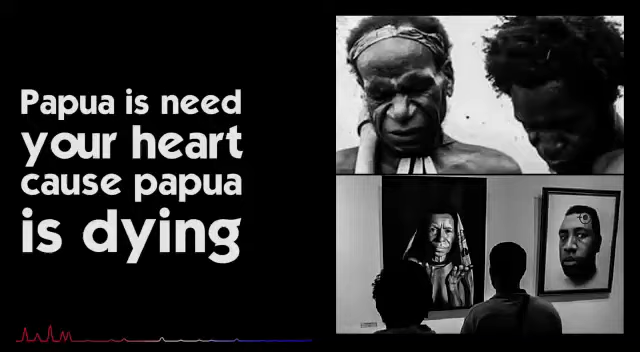 Papua is need
your heart
cause papua
is dying